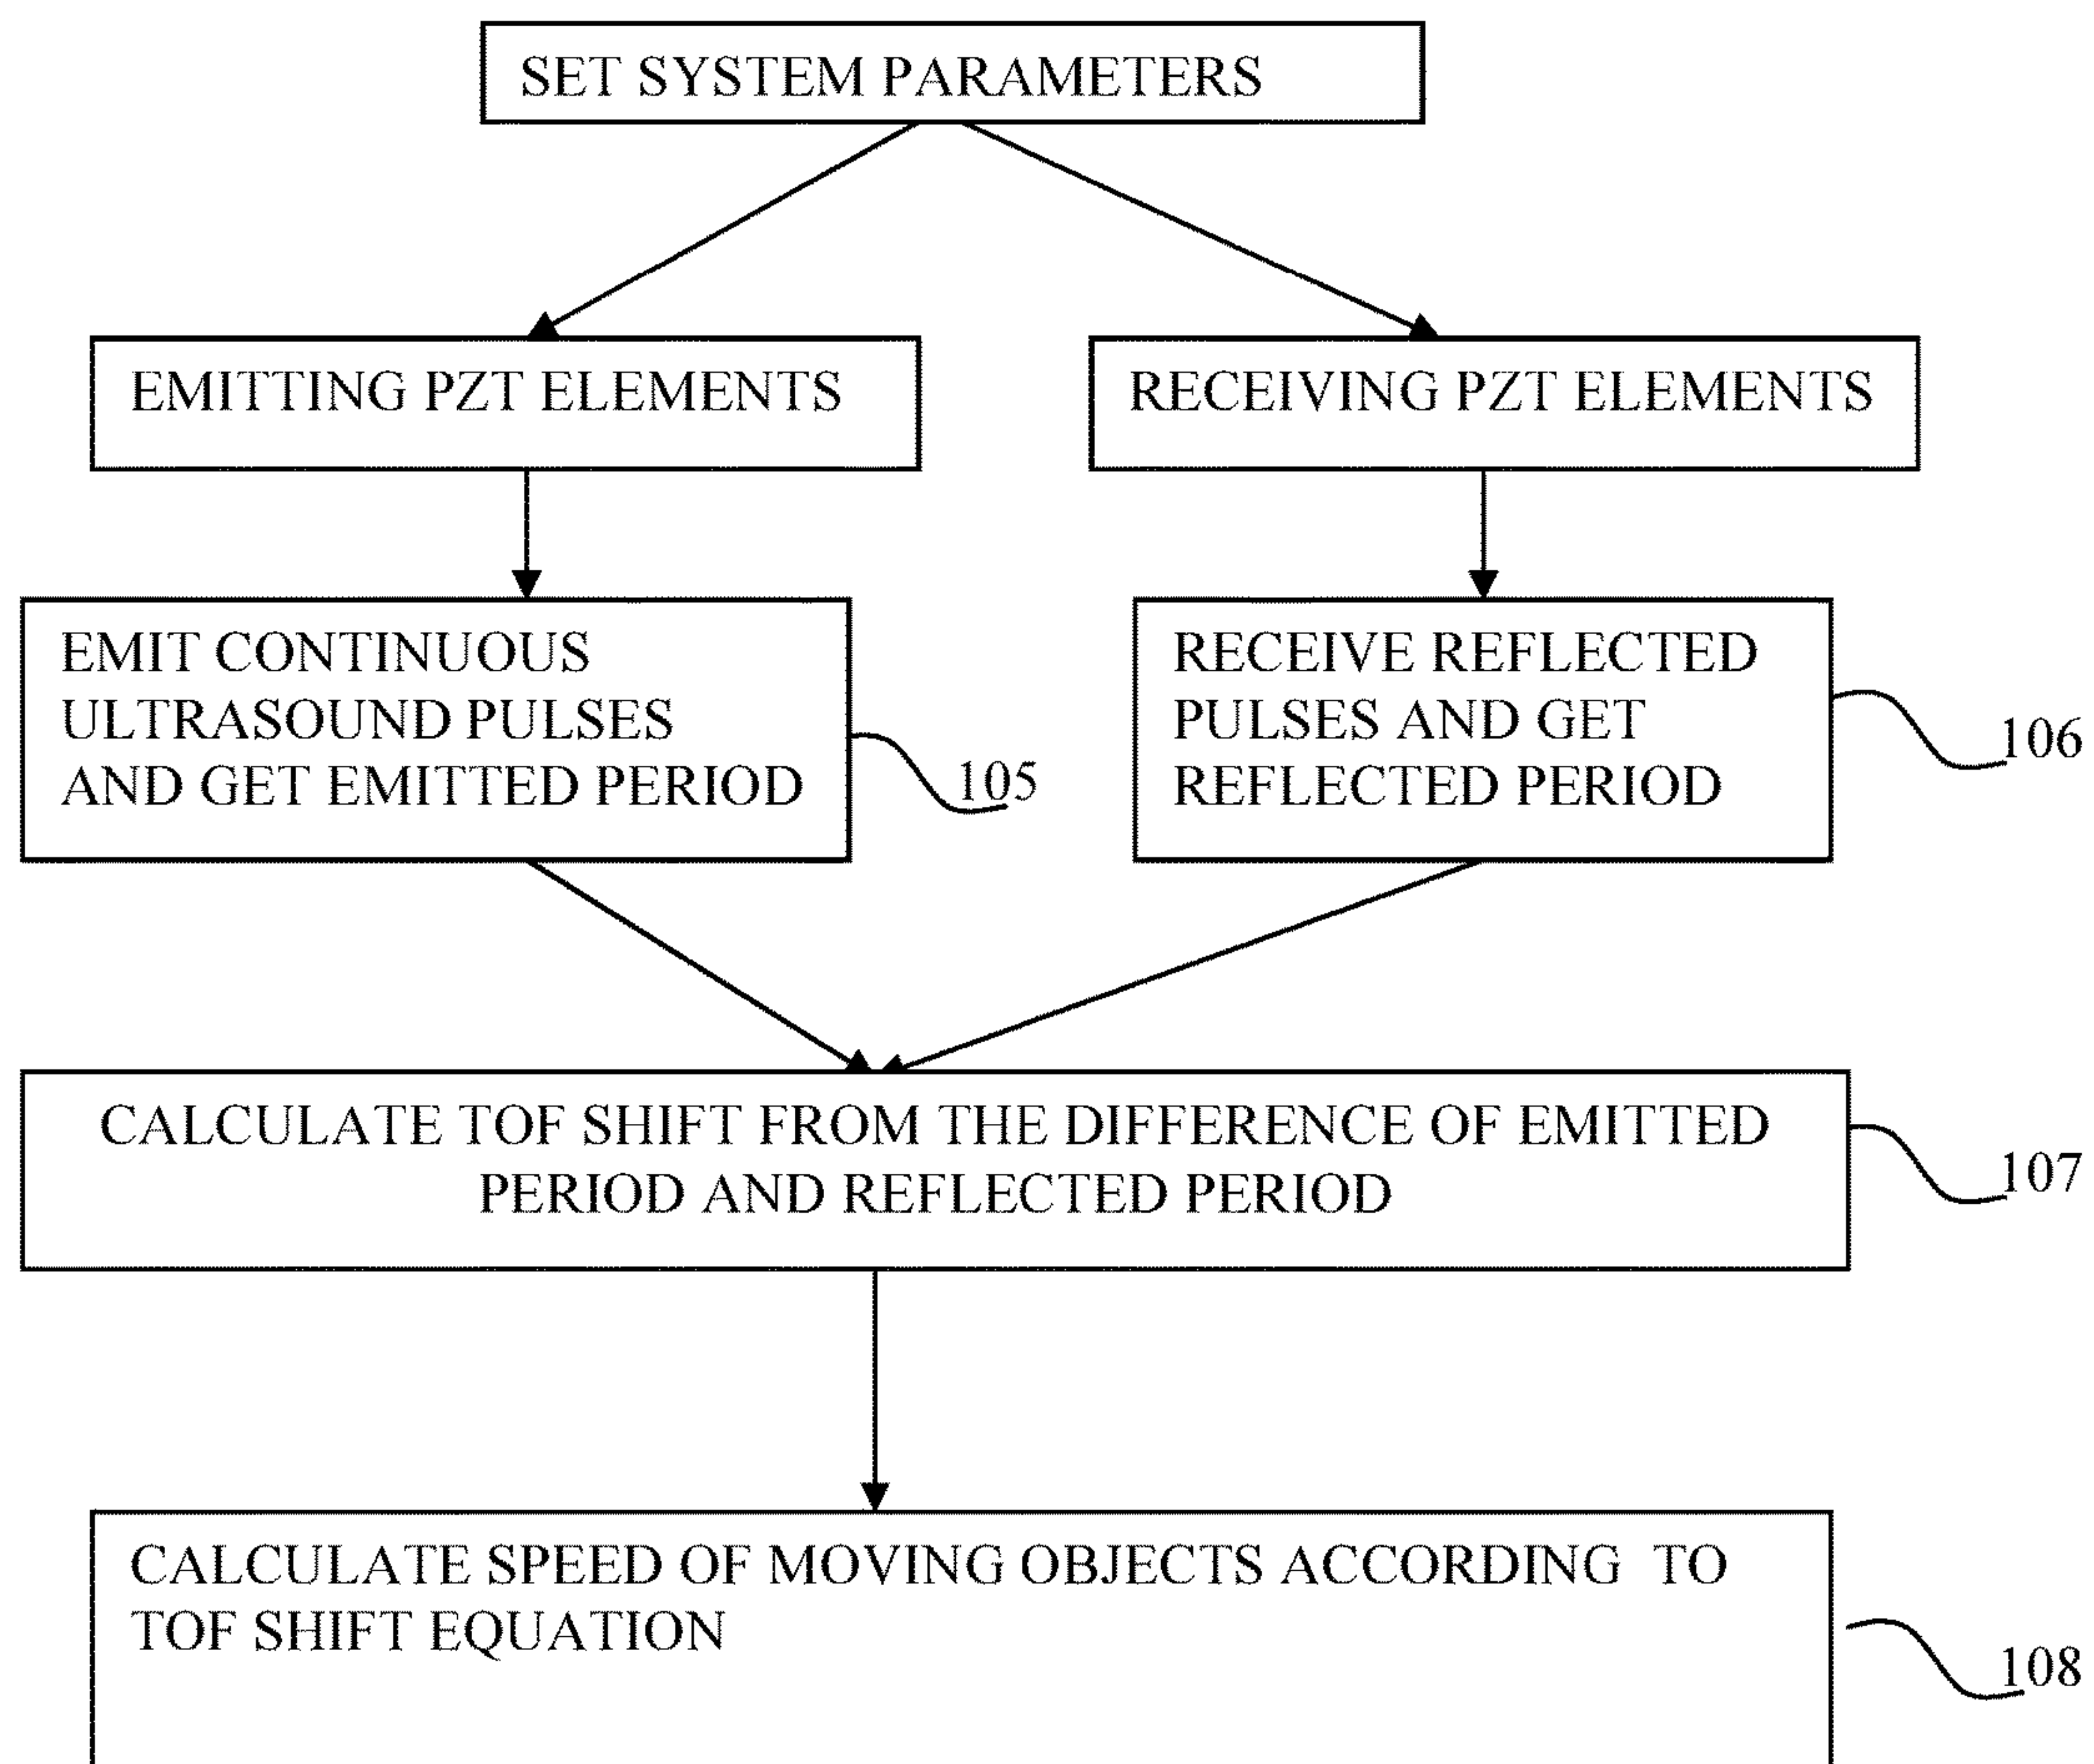 SET SYSTEM PARAMETERS
EMITTING PZT ELEMENTS
RECEIVING PZT ELEMENTS
EMIT CONTINUOUS
ULTRASOUND PULSES
AND GET EMITTED PERIOD
105
RECEIVE REFLECTED
PULSES AND GET
REFLECTED PERIOD
106
CALCULATE TOF SHIFT FROM THE DIFFERENCE OF EMITTED
PERIOD AND REFLECTED PERIOD
107
CALCULATE SPEED OF MOVING OBJECTS ACCORDING TO
TOF SHIFT EQUATION
108